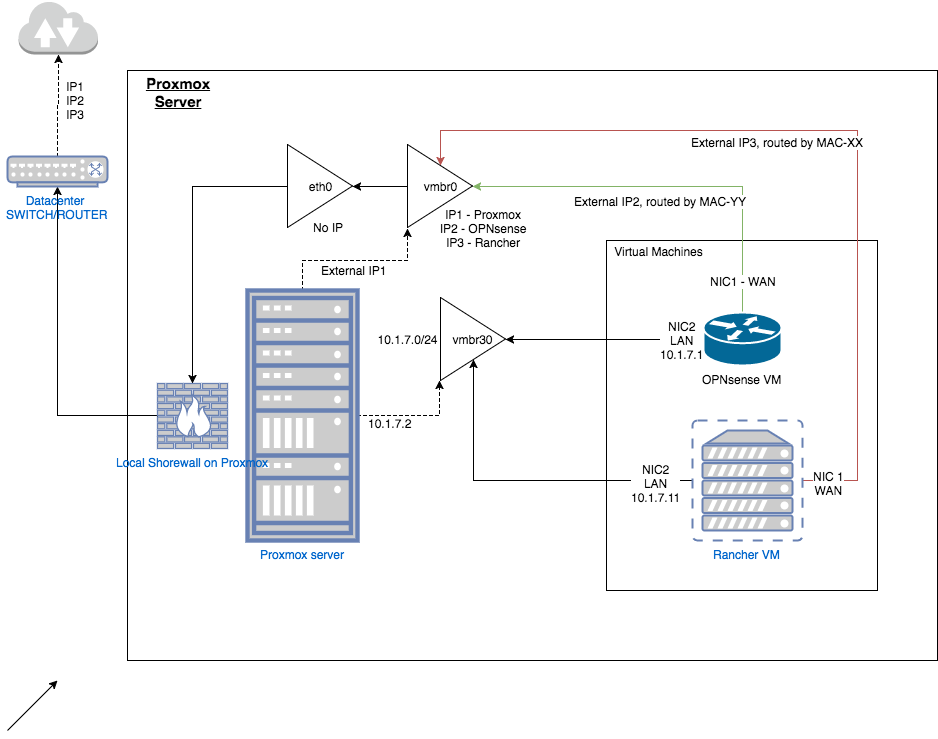 IP1
IP2
IP3
Proxmox
Server
Datacenter
SWITCH/ROUTER
External IP3, routed by MAC-XX
eth0
vmbr0
No IP
IP1 - Proxmox
IP2 - OPNsense
IP3 - Rancher
External IP2, routed by MAC-YY
External IP1
Virtual Machines
NIC1 - WAN
10.1.7.0/24
vmbr30
NIC2
LAN
10.1.7.1
OPNsense VM
10.1.7.2
Local Shorewall on Proxmox
NIC2
LAN
10.1.7.11
NIC 1
WAN
Proxmox server
Rancher VM